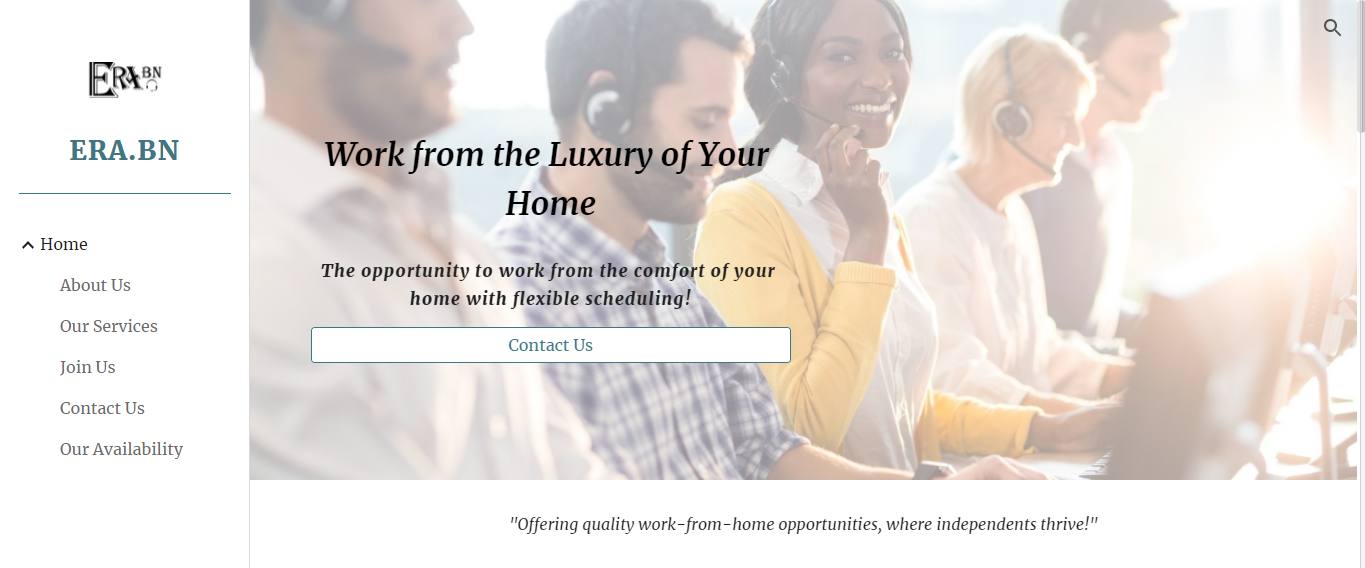 ERA BN
ERA.BN
Home
About Us
Our Services
Join Us
Contact Us
Our Availability
Work from the Luxury of Your
Home
The opportunity to work from the comfort of your
home with flexible scheduling!
Contact Us
"Offering quality work-from-home opportunities, where independents thrive!"